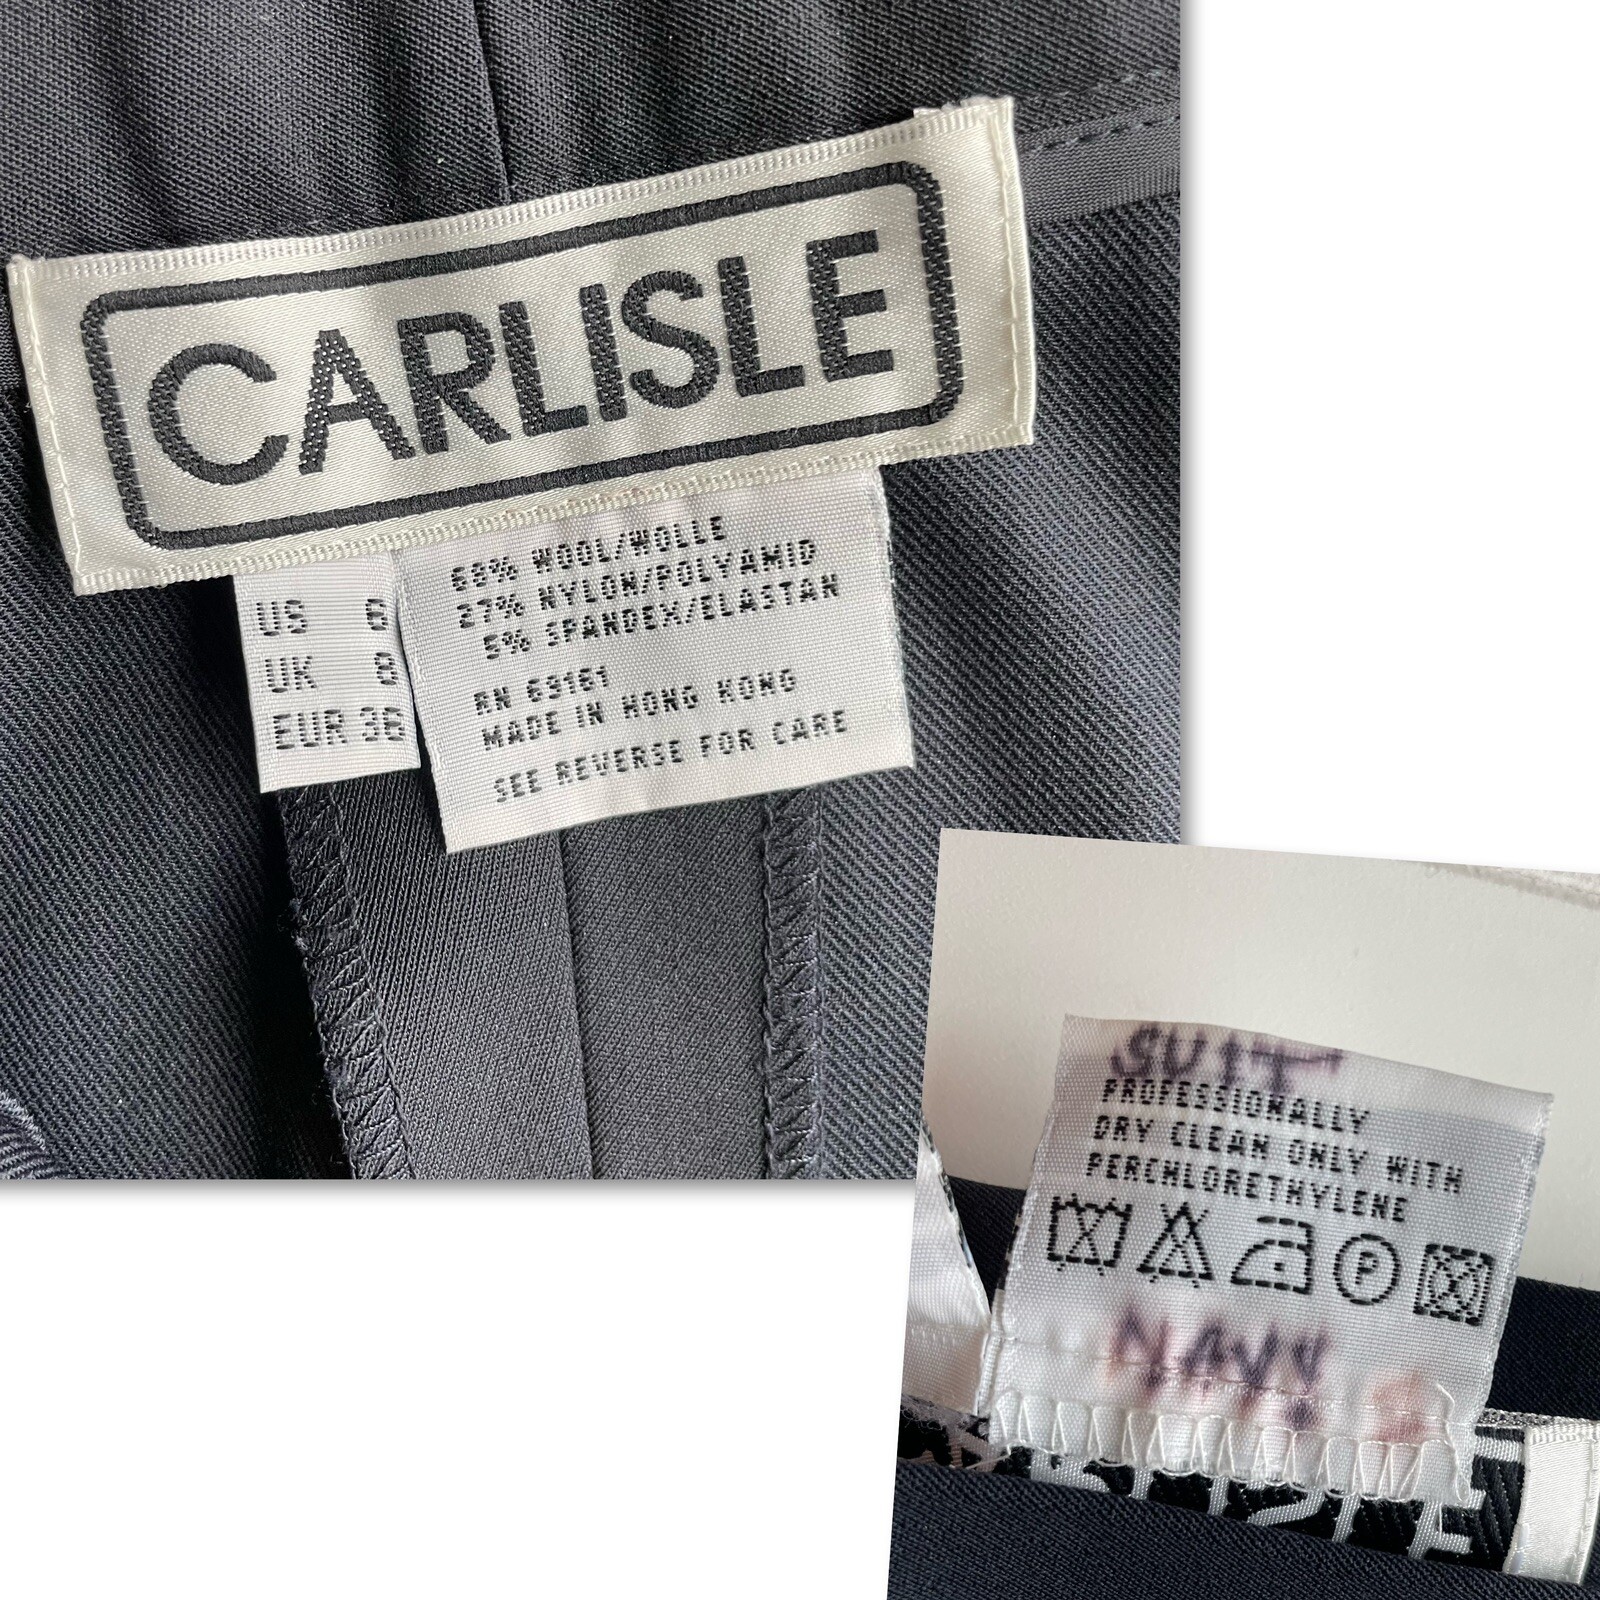 CARLISLE
US 6
UK 8
EUR 36
68% WOOL/WOLLE
27% NYLON/POLYAMID
5% SPANDEX/ELASTAN
RN 69161
MADE IN HONG KONG
SEE REVERSE FOR CARE
SUIT
PROFESSIONALLY
DRY CLEAN ONLY WITH
PERCHLORETHYLENE
P
NAVY